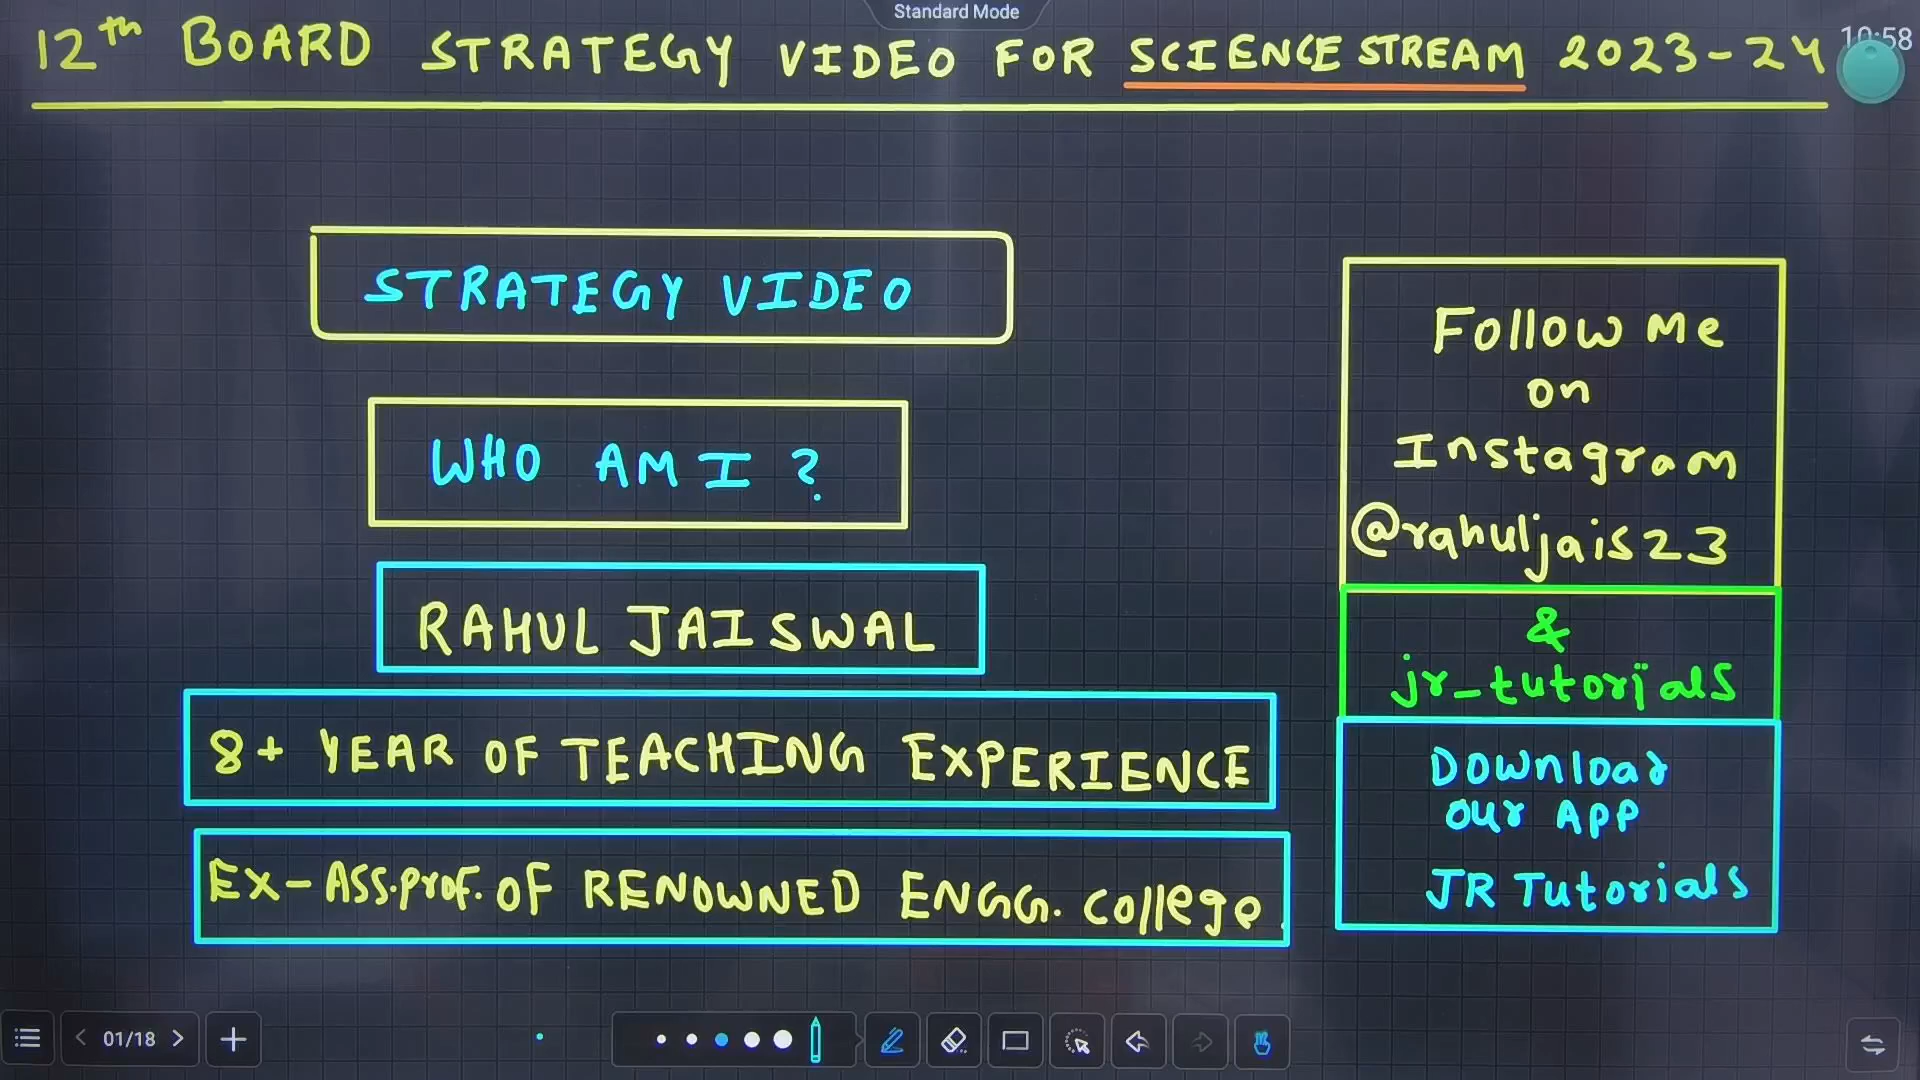 Standard Mode
10:58
12th BOARD STRATEGY VIDEO FOR SCIENCE STREAM 2023-24
STRATEGY VIDEO
WHO AM I ?
RAHUL JAISWAL
8+ YEAR OF TEACHING EXPERIENCE
EX-ASS.Prof. OF RENOWNED ENGG. College.
Follow Me
on
Instagram
@rahuljais23
&
jr_tutorials
Download
our APP
JR Tutorials
01/18